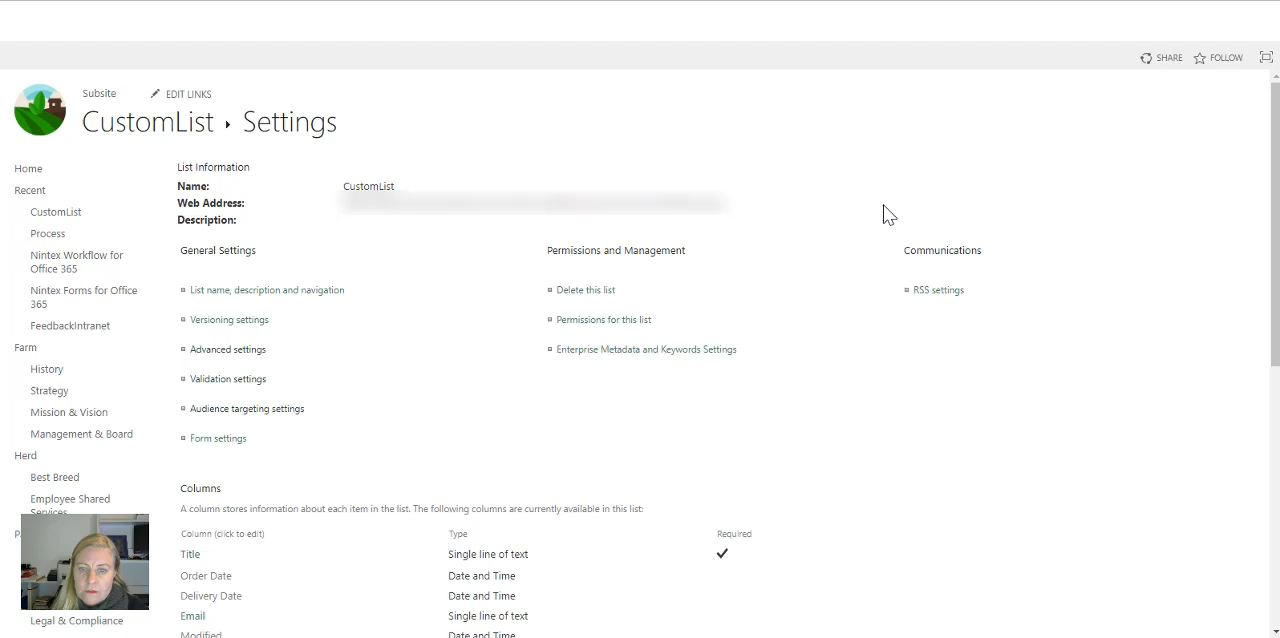 SHARE FOLLOW
Subsite EDIT LINKS
CustomList ▸ Settings
Home
Recent
CustomList
Process
Nintex Workflow for
Office 365
Nintex Forms for Office
365
FeedbackIntranet
Farm
History
Strategy
Mission & Vision
Management & Board
Herd
Best Breed
Employee Shared
Services
Legal & Compliance
List Information
Name: CustomList
Web Address:
Description:
General Settings
List name, description and navigation
Versioning settings
Advanced settings
Validation settings
Audience targeting settings
Form settings
Permissions and Management
Delete this list
Permissions for this list
Enterprise Metadata and Keywords Settings
Communications
RSS settings
Columns
A column stores information about each item in the list. The following columns are currently available in this list:
Column (click to edit) Type Required
Title Single line of text ✓
Order Date Date and Time
Delivery Date Date and Time
Email Single line of text
Modified Date and Time